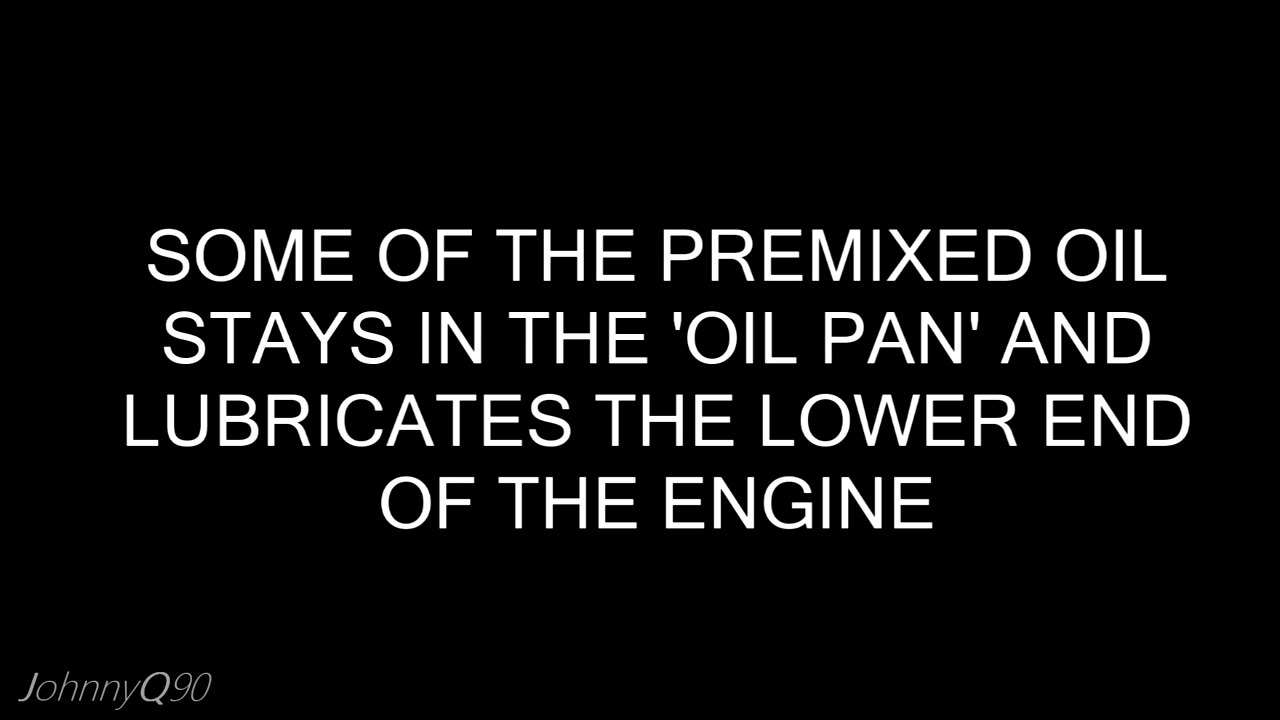 SOME OF THE PREMIXED OIL
STAYS IN THE 'OIL PAN' AND
LUBRICATES THE LOWER END
OF THE ENGINE
JohnnyQ90